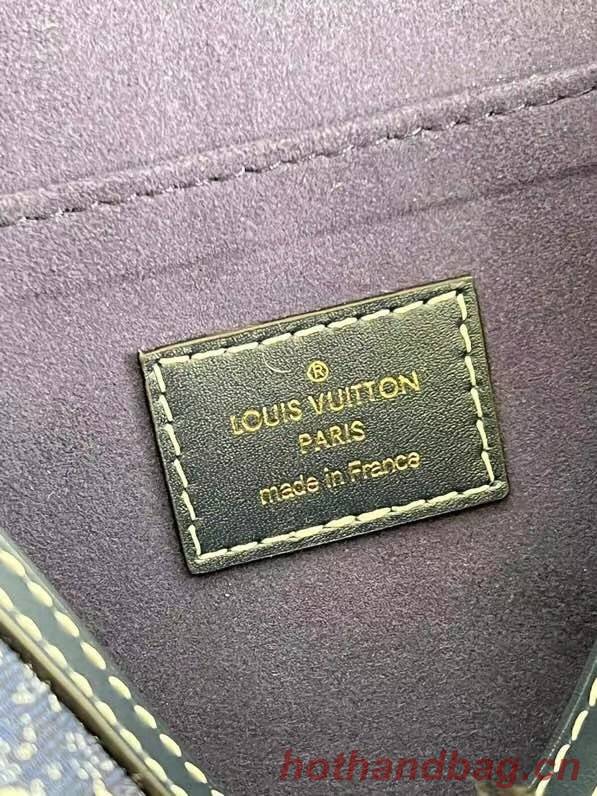 ®
LOUIS VUITTON
PARIS
made in France
hothandbag.cn